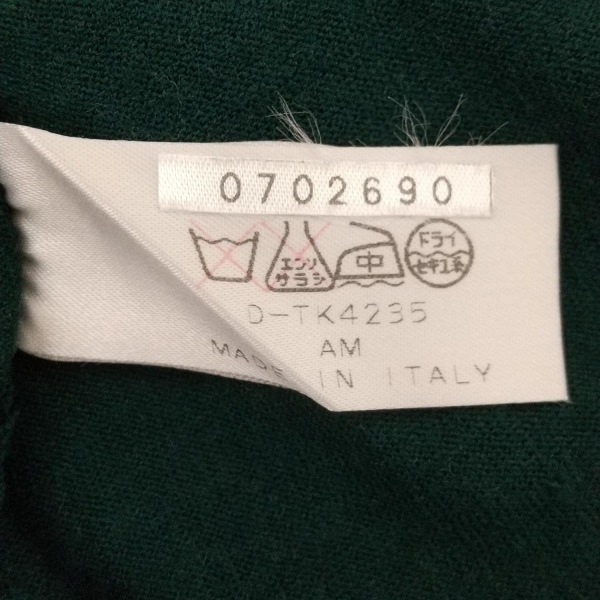 0702690
エンソ
サラシ
中
ドライ
セキユ系
D-TK4235
AM
MADE IN ITALY